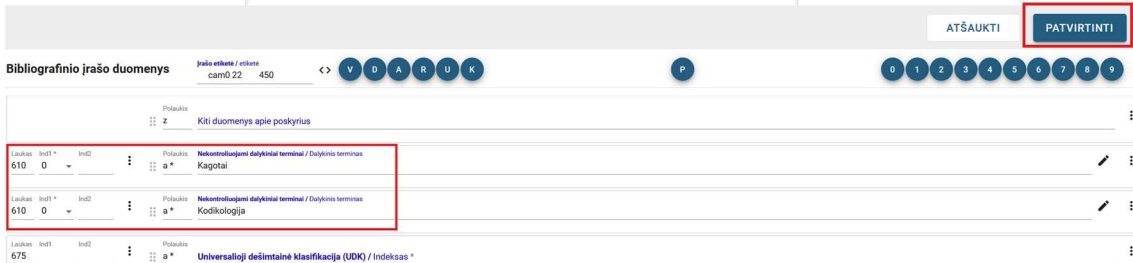 ATŠAUKTI PATVIRTINTI
Bibliografinio įrašo duomenys
Įrašo etiketė / etiketė
cam0 22 450
<> V D A R U K P 0 1 2 3 4 5 6 7 8 9
Polaukis
z Kiti duomenys apie poskyrius
Laukas Ind1 * Ind2 Polaukis Nekontroliuojami dalykiniai terminai / Dalykinis terminas
610 0 a * Kagotai
Laukas Ind1 * Ind2 Polaukis Nekontroliuojami dalykiniai terminai / Dalykinis terminas
610 0 a * Kodikologija
Laukas Ind1 Ind2 Polaukis
675 a * Universalioji dešimtainė klasifikacija (UDK) / Indeksas *